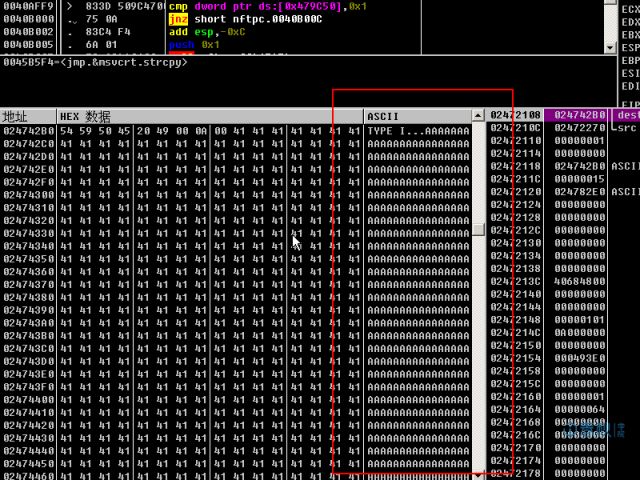 0040AFF9 > 833D 509C470 cmp dword ptr ds:[0x479C50],0x1
0040B000 .. 75 0A jnz short nftpc.0040B00C
0040B002 . 83C4 F4 add esp,-0xC
0040B005 . 6A 01 push 0x1
004585F4=<jmp.&msvcrt.strcpy>
ECX
EDX
EBX
ESP
EBP
ESI
EDI
EIP
地址 HEX 数据 ASCII
024742B0 54 59 50 45 20 49 00 0A 00 41 41 41 41 41 41 41 TYPE I...AAAAAAA
024742C0 41 41 41 41 41 41 41 41 41 41 41 41 41 41 41 41 AAAAAAAAAAAAAAAA
024742D0 41 41 41 41 41 41 41 41 41 41 41 41 41 41 41 41 AAAAAAAAAAAAAAAA
024742E0 41 41 41 41 41 41 41 41 41 41 41 41 41 41 41 41 AAAAAAAAAAAAAAAA
024742F0 41 41 41 41 41 41 41 41 41 41 41 41 41 41 41 41 AAAAAAAAAAAAAAAA
02474300 41 41 41 41 41 41 41 41 41 41 41 41 41 41 41 41 AAAAAAAAAAAAAAAA
02474310 41 41 41 41 41 41 41 41 41 41 41 41 41 41 41 41 AAAAAAAAAAAAAAAA
02474320 41 41 41 41 41 41 41 41 41 41 41 41 41 41 41 41 AAAAAAAAAAAAAAAA
02474330 41 41 41 41 41 41 41 41 41 41 41 41 41 41 41 41 AAAAAAAAAAAAAAAA
02474340 41 41 41 41 41 41 41 41 41 41 41 41 41 41 41 41 AAAAAAAAAAAAAAAA
02474350 41 41 41 41 41 41 41 41 41 41 41 41 41 41 41 41 AAAAAAAAAAAAAAAA
02474360 41 41 41 41 41 41 41 41 41 41 41 41 41 41 41 41 AAAAAAAAAAAAAAAA
02474370 41 41 41 41 41 41 41 41 41 41 41 41 41 41 41 41 AAAAAAAAAAAAAAAA
02474380 41 41 41 41 41 41 41 41 41 41 41 41 41 41 41 41 AAAAAAAAAAAAAAAA
02474390 41 41 41 41 41 41 41 41 41 41 41 41 41 41 41 41 AAAAAAAAAAAAAAAA
024743A0 41 41 41 41 41 41 41 41 41 41 41 41 41 41 41 41 AAAAAAAAAAAAAAAA
024743B0 41 41 41 41 41 41 41 41 41 41 41 41 41 41 41 41 AAAAAAAAAAAAAAAA
024743C0 41 41 41 41 41 41 41 41 41 41 41 41 41 41 41 41 AAAAAAAAAAAAAAAA
024743D0 41 41 41 41 41 41 41 41 41 41 41 41 41 41 41 41 AAAAAAAAAAAAAAAA
024743E0 41 41 41 41 41 41 41 41 41 41 41 41 41 41 41 41 AAAAAAAAAAAAAAAA
024743F0 41 41 41 41 41 41 41 41 41 41 41 41 41 41 41 41 AAAAAAAAAAAAAAAA
02474400 41 41 41 41 41 41 41 41 41 41 41 41 41 41 41 41 AAAAAAAAAAAAAAAA
02474410 41 41 41 41 41 41 41 41 41 41 41 41 41 41 41 41 AAAAAAAAAAAAAAAA
02474420 41 41 41 41 41 41 41 41 41 41 41 41 41 41 41 41 AAAAAAAAAAAAAAAA
02474430 41 41 41 41 41 41 41 41 41 41 41 41 41 41 41 41 AAAAAAAAAAAAAAAA
02474440 41 41 41 41 41 41 41 41 41 41 41 41 41 41 41 41 AAAAAAAAAAAAAAAA
02474450 41 41 41 41 41 41 41 41 41 41 41 41 41 41 41 41 AAAAAAAAAAAAAAAA
02474460 41 41 41 41 41 41 41 41 41 41 41 41 41 41 41 41 AAAAAAAAAAAAAAAA
02472108 024742B0 dest
0247210C 02472270 src
02472110 00000001
02472114 00000000
02472118 024742B0 ASCII
0247211C 00000015
02472120 024782E0 ASCII
02472124 00000000
02472128 00000000
0247212C 00000000
02472130 00000000
02472134 00000000
02472138 00000000
0247213C 40684800
02472140 00000000
02472144 00000000
02472148 00000101
0247214C 0A000000
02472150 00000000
02472154 000493E0
02472158 00000000
0247215C 00000000
02472160 00000001
02472164 00000064
02472168 00000000
0247216C 00000000
02472170 00000000
02472174 00000000
02472178 00000000